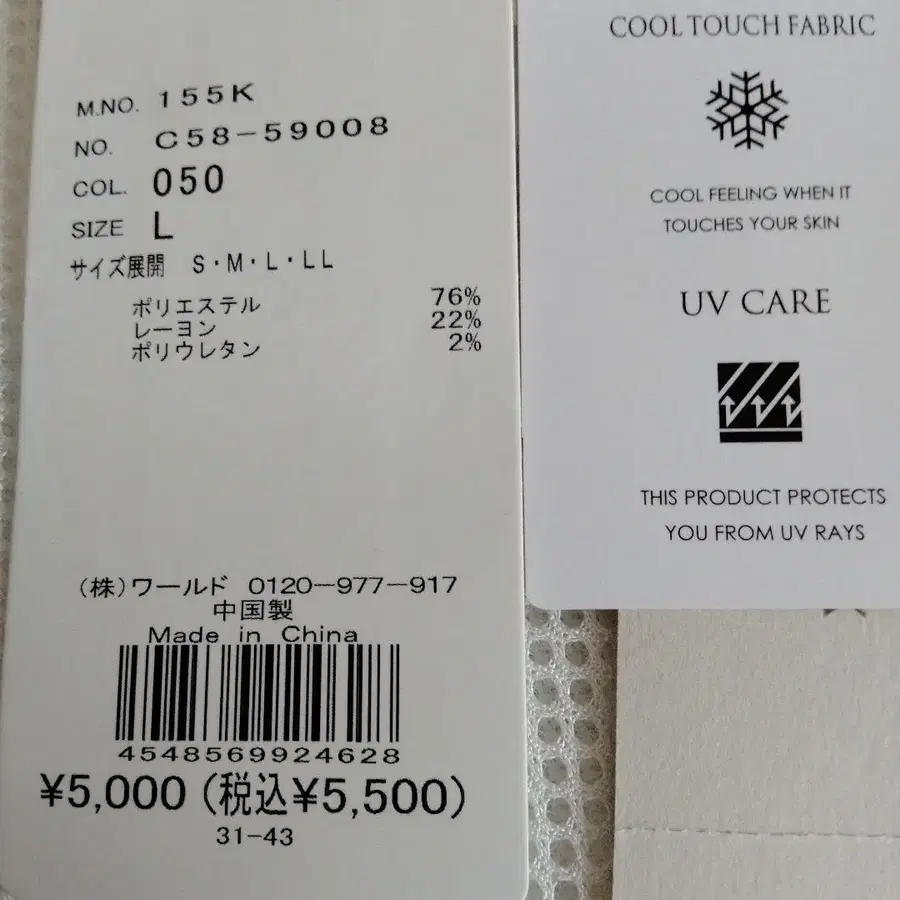 M.NO. 155K
NO. C58-59008
COL. 050
SIZE L
サイズ展開 S・M・L・LL
ポリエステル 76%
レーヨン 22%
ポリウレタン 2%
(株)ワールド 0120-977-917
中国製
Made in China
4548569924628
¥5,000 (税込¥5,500)
31-43
COOL TOUCH FABRIC
COOL FEELING WHEN IT
TOUCHES YOUR SKIN
UV CARE
THIS PRODUCT PROTECTS
YOU FROM UV RAYS